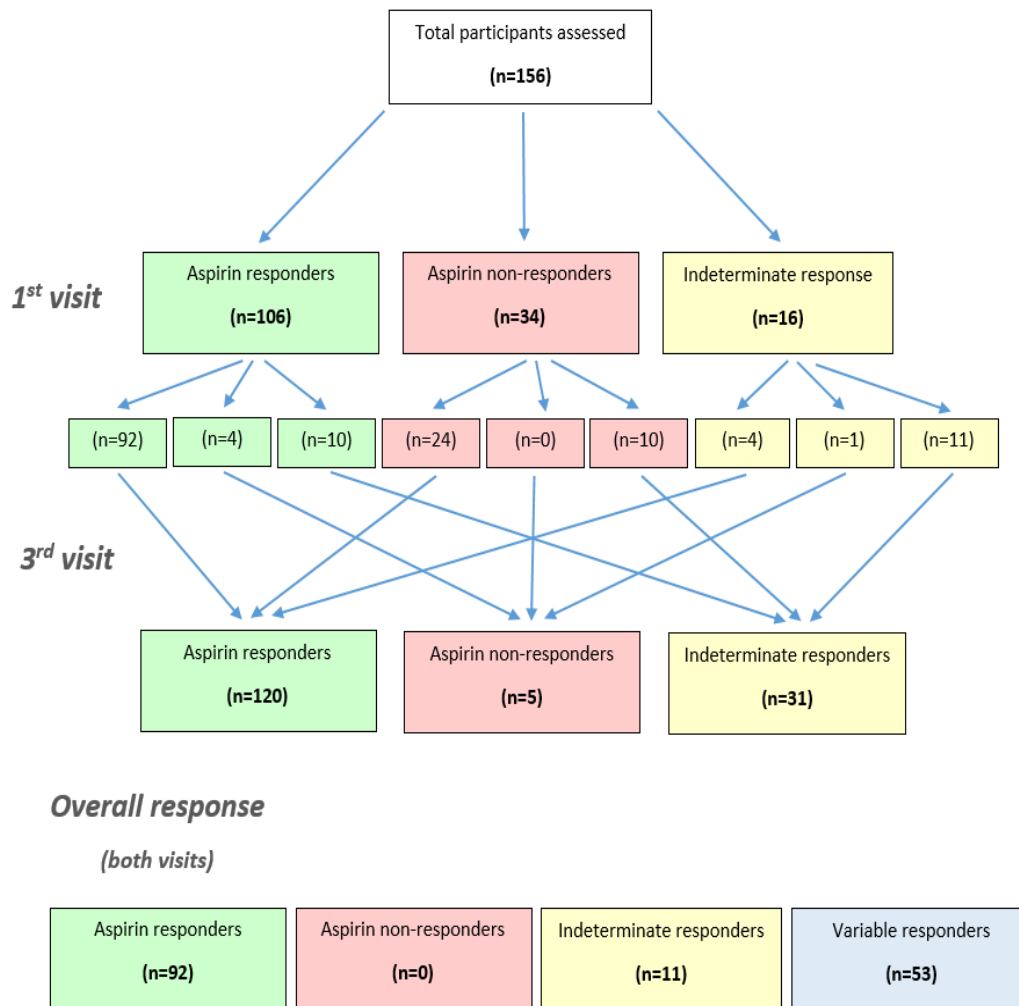 Total participants assessed
(n=156)
Aspirin responders
(n=106)
Aspirin non-responders
(n=34)
Indeterminate response
(n=16)
1st visit
(n=92)
(n=4)
(n=10)
(n=24)
(n=0)
(n=10)
(n=4)
(n=1)
(n=11)
3rd visit
Aspirin responders
(n=120)
Aspirin non-responders
(n=5)
Indeterminate responders
(n=31)
Overall response
(both visits)
Aspirin responders
(n=92)
Aspirin non-responders
(n=0)
Indeterminate responders
(n=11)
Variable responders
(n=53)